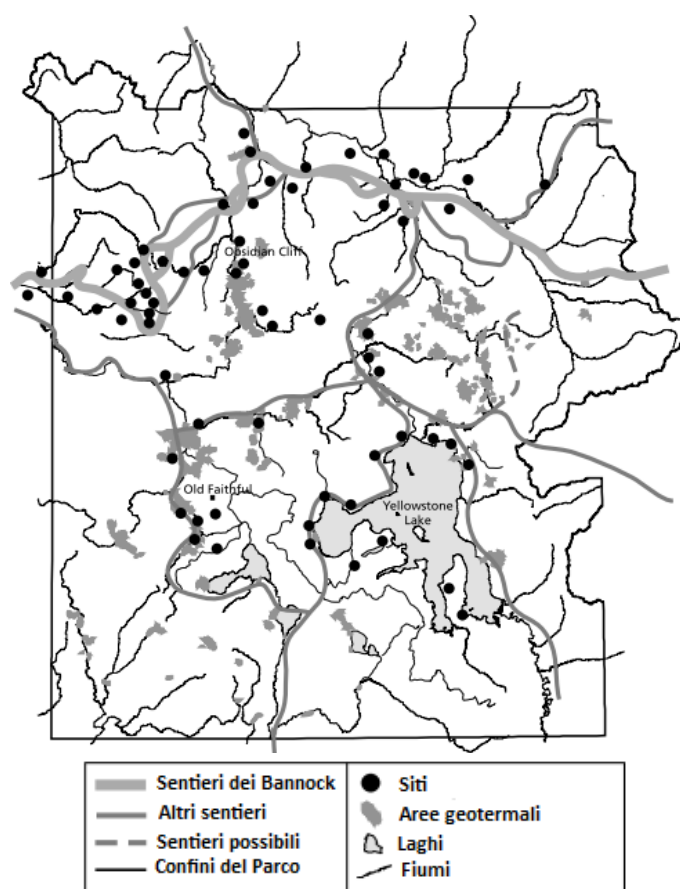 Obsidian Cliff
Old Faithful
Yellowstone
Lake
Sentieri dei Bannock
Altri sentieri
Sentieri possibili
Confini del Parco
Siti
Aree geotermali
Laghi
Fiumi